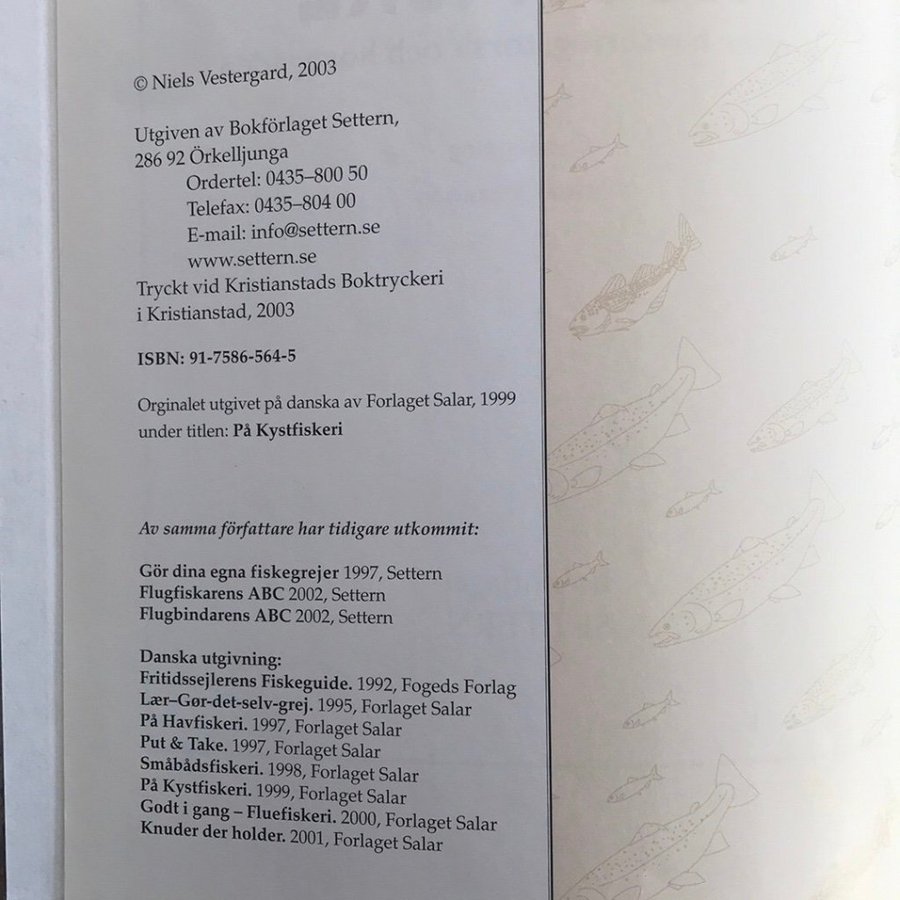 © Niels Vestergard, 2003
Utgiven av Bokförlaget Settern,
286 92 Örkelljunga
Ordertel: 0435–800 50
Telefax: 0435–804 00
E-mail: info@settern.se
www.settern.se
Tryckt vid Kristianstads Boktryckeri
i Kristianstad, 2003
ISBN: 91-7586-564-5
Orginalet utgivet på danska av Forlaget Salar, 1999
under titlen: På Kystfiskeri
Av samma författare har tidigare utkommit:
Gör dina egna fiskegrejer 1997, Settern
Flugfiskarens ABC 2002, Settern
Flugbindarens ABC 2002, Settern
Danska utgivning:
Fritidssejlerens Fiskeguide. 1992, Fogeds Forlag
Lær–Gør-det-selv-grej. 1995, Forlaget Salar
På Havfiskeri. 1997, Forlaget Salar
Put & Take. 1997, Forlaget Salar
Småbådsfiskeri. 1998, Forlaget Salar
På Kystfiskeri. 1999, Forlaget Salar
Godt i gang – Fluefiskeri. 2000, Forlaget Salar
Knuder der holder. 2001, Forlaget Salar